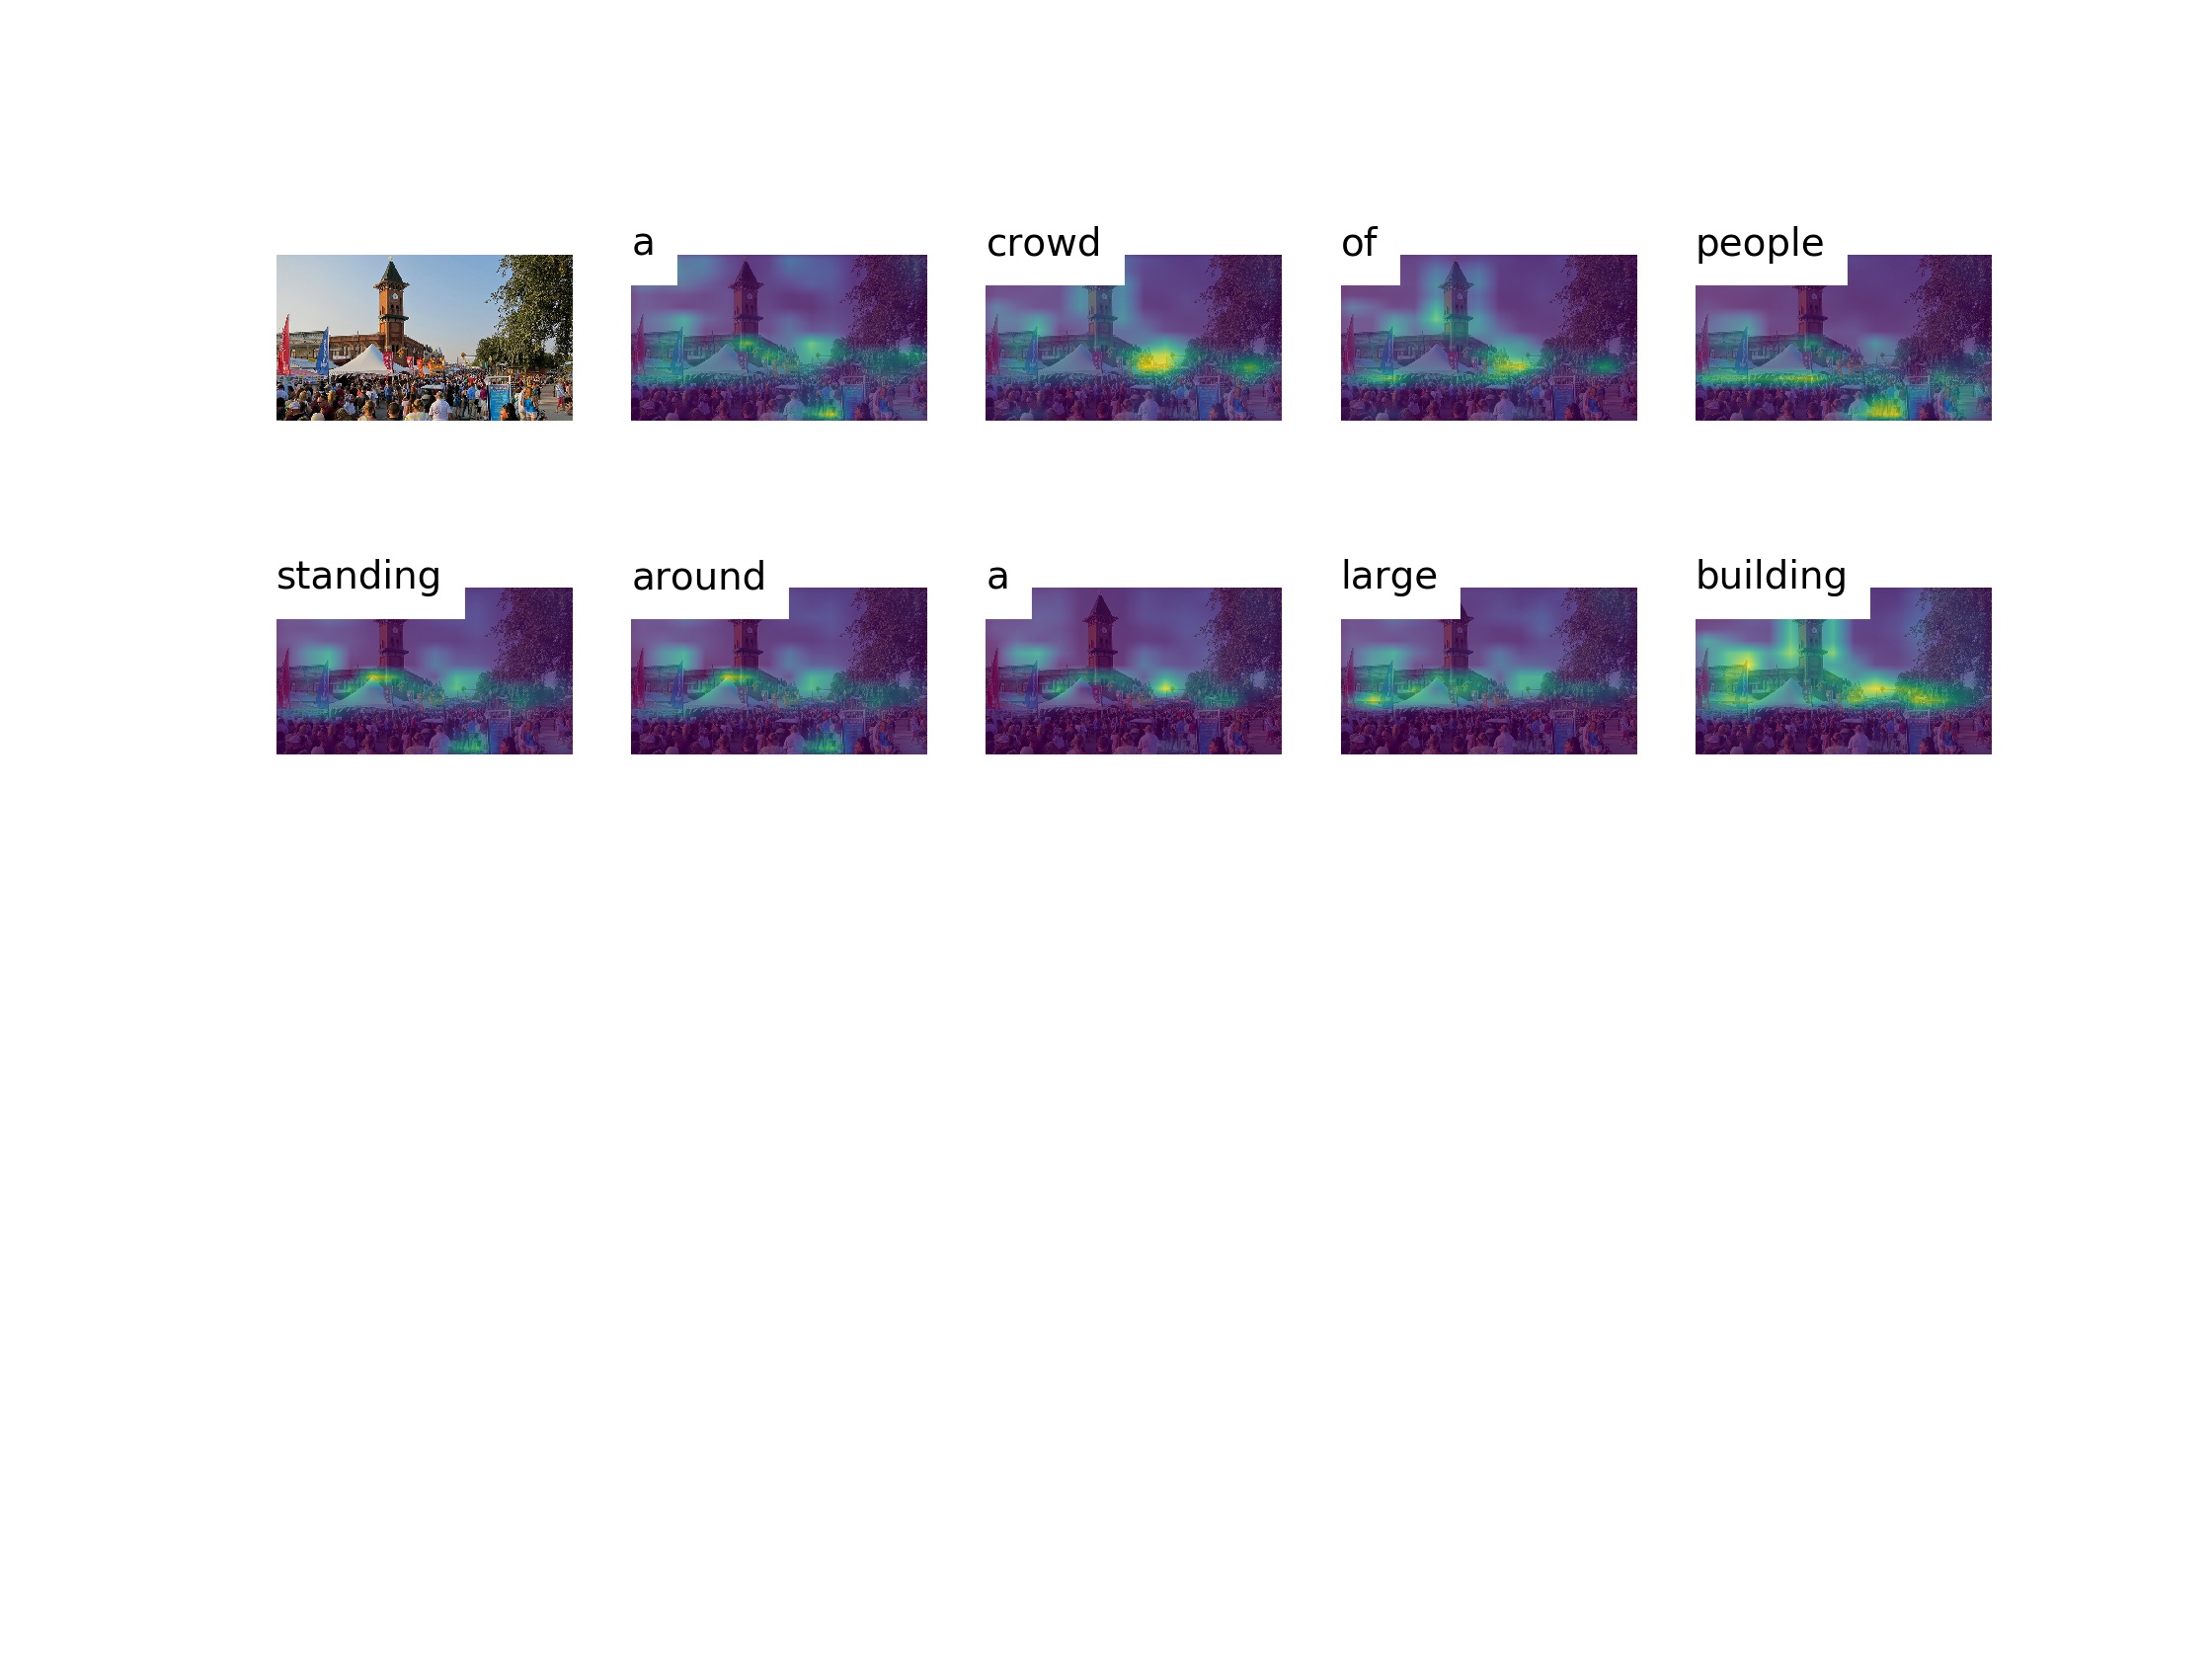 a
crowd
of
people
standing
around
a
large
building